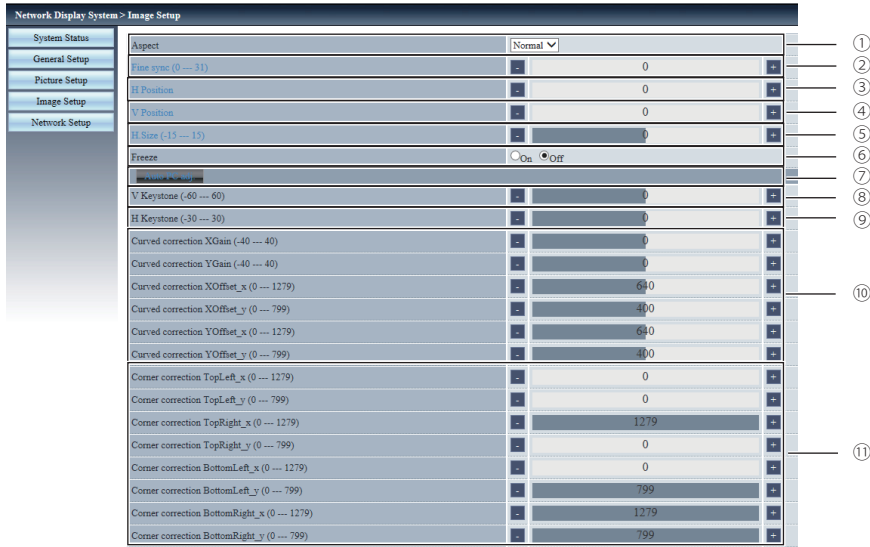 Network Display System > Image Setup
System Status
General Setup
Picture Setup
Image Setup
Network Setup
Aspect Normal ①
Fine sync (0 --- 31) - 0 + ②
H Position - 0 + ③
V Position - 0 + ④
H.Size (-15 --- 15) - 0 + ⑤
Freeze On Off ⑥
⑦
V Keystone (-60 --- 60) - 0 + ⑧
H Keystone (-30 --- 30) - 0 + ⑨
Curved correction XGain (-40 --- 40) - 0 +
Curved correction YGain (-40 --- 40) - 0 +
Curved correction XOffset_x (0 --- 1279) - 640 + ⑩
Curved correction XOffset_y (0 --- 799) - 400 +
Curved correction YOffset_x (0 --- 1279) - 640 +
Curved correction YOffset_y (0 --- 799) - 400 +
Corner correction TopLeft_x (0 --- 1279) - 0 +
Corner correction TopLeft_y (0 --- 799) - 0 +
Corner correction TopRight_x (0 --- 1279) - 1279 +
Corner correction TopRight_y (0 --- 799) - 0 + ⑪
Corner correction BottomLeft_x (0 --- 1279) - 0 +
Corner correction BottomLeft_y (0 --- 799) - 799 +
Corner correction BottomRight_x (0 --- 1279) - 1279 +
Corner correction BottomRight_y (0 --- 799) - 799 +